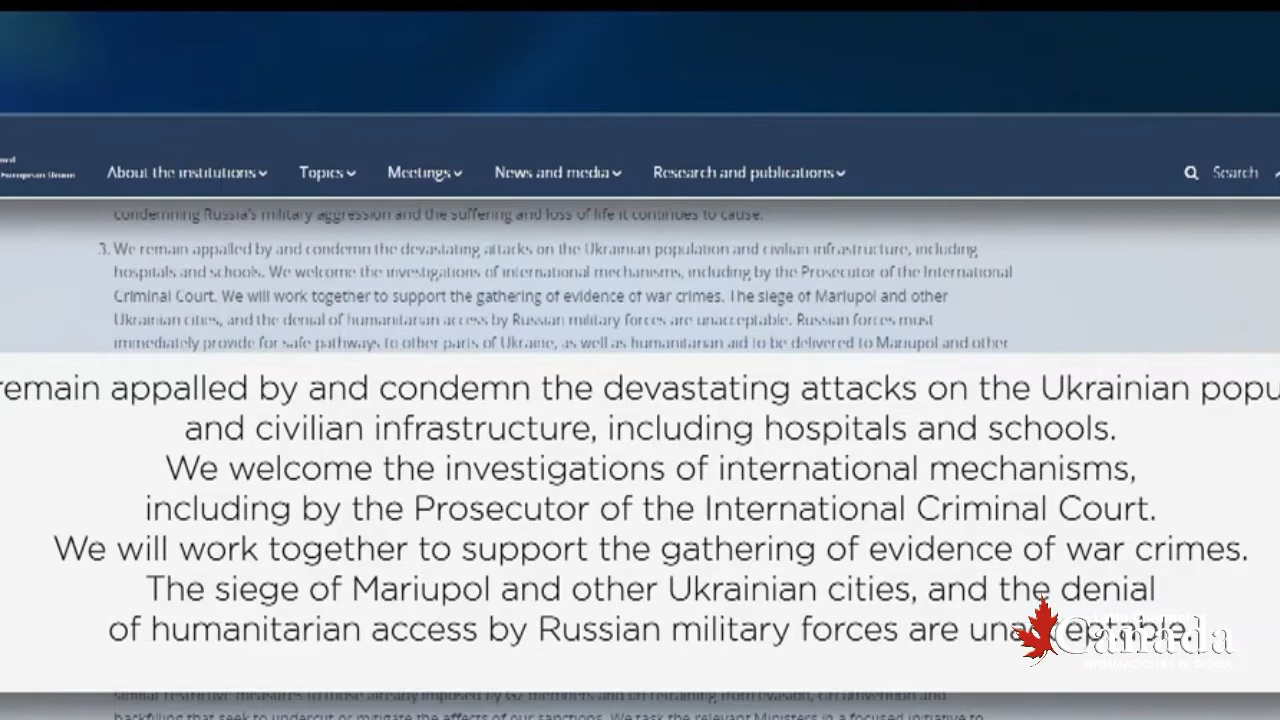 European Union
About the institutions Topics Meetings News and media Research and publications Search
condemning Russia's military aggression and the suffering and loss of life it continues to cause.
3. We remain appalled by and condemn the devastating attacks on the Ukrainian population and civilian infrastructure, including
hospitals and schools. We welcome the investigations of international mechanisms, including by the Prosecutor of the International
Criminal Court. We will work together to support the gathering of evidence of war crimes. The siege of Mariupol and other
Ukrainian cities, and the denial of humanitarian access by Russian military forces are unacceptable. Russian forces must
immediately provide for safe pathways to other parts of Ukraine, as well as humanitarian aid to be delivered to Mariupol and other
remain appalled by and condemn the devastating attacks on the Ukrainian popu
and civilian infrastructure, including hospitals and schools.
We welcome the investigations of international mechanisms,
including by the Prosecutor of the International Criminal Court.
We will work together to support the gathering of evidence of war crimes.
The siege of Mariupol and other Ukrainian cities, and the denial
of humanitarian access by Russian military forces are unacceptable.
Canada
similar restrictive measures to those already imposed by G7 members and on refraining from evasion, circumvention and
backfilling that seek to undercut or mitigate the effects of our sanctions. We task the relevant Ministers in a focused initiative to